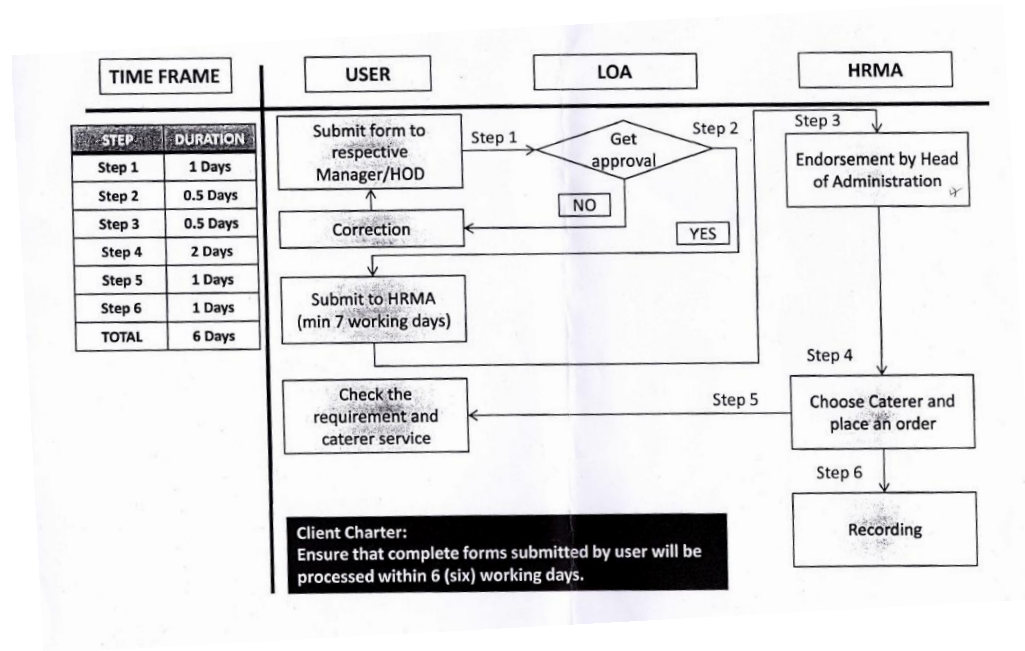 TIME FRAME
USER
LOA
HRMA
STEP DURATION
Step 1 1 Days
Step 2 0.5 Days
Step 3 0.5 Days
Step 4 2 Days
Step 5 1 Days
Step 6 1 Days
TOTAL 6 Days
Submit form to
respective
Manager/HOD
Step 1
Get
approval
Step 2
Step 3
Endorsement by Head
of Administration
NO
Correction
YES
Submit to HRMA
(min 7 working days)
Step 4
Choose Caterer and
place an order
Step 5
Check the
requirement and
caterer service
Step 6
Recording
Client Charter:
Ensure that complete forms submitted by user will be
processed within 6 (six) working days.